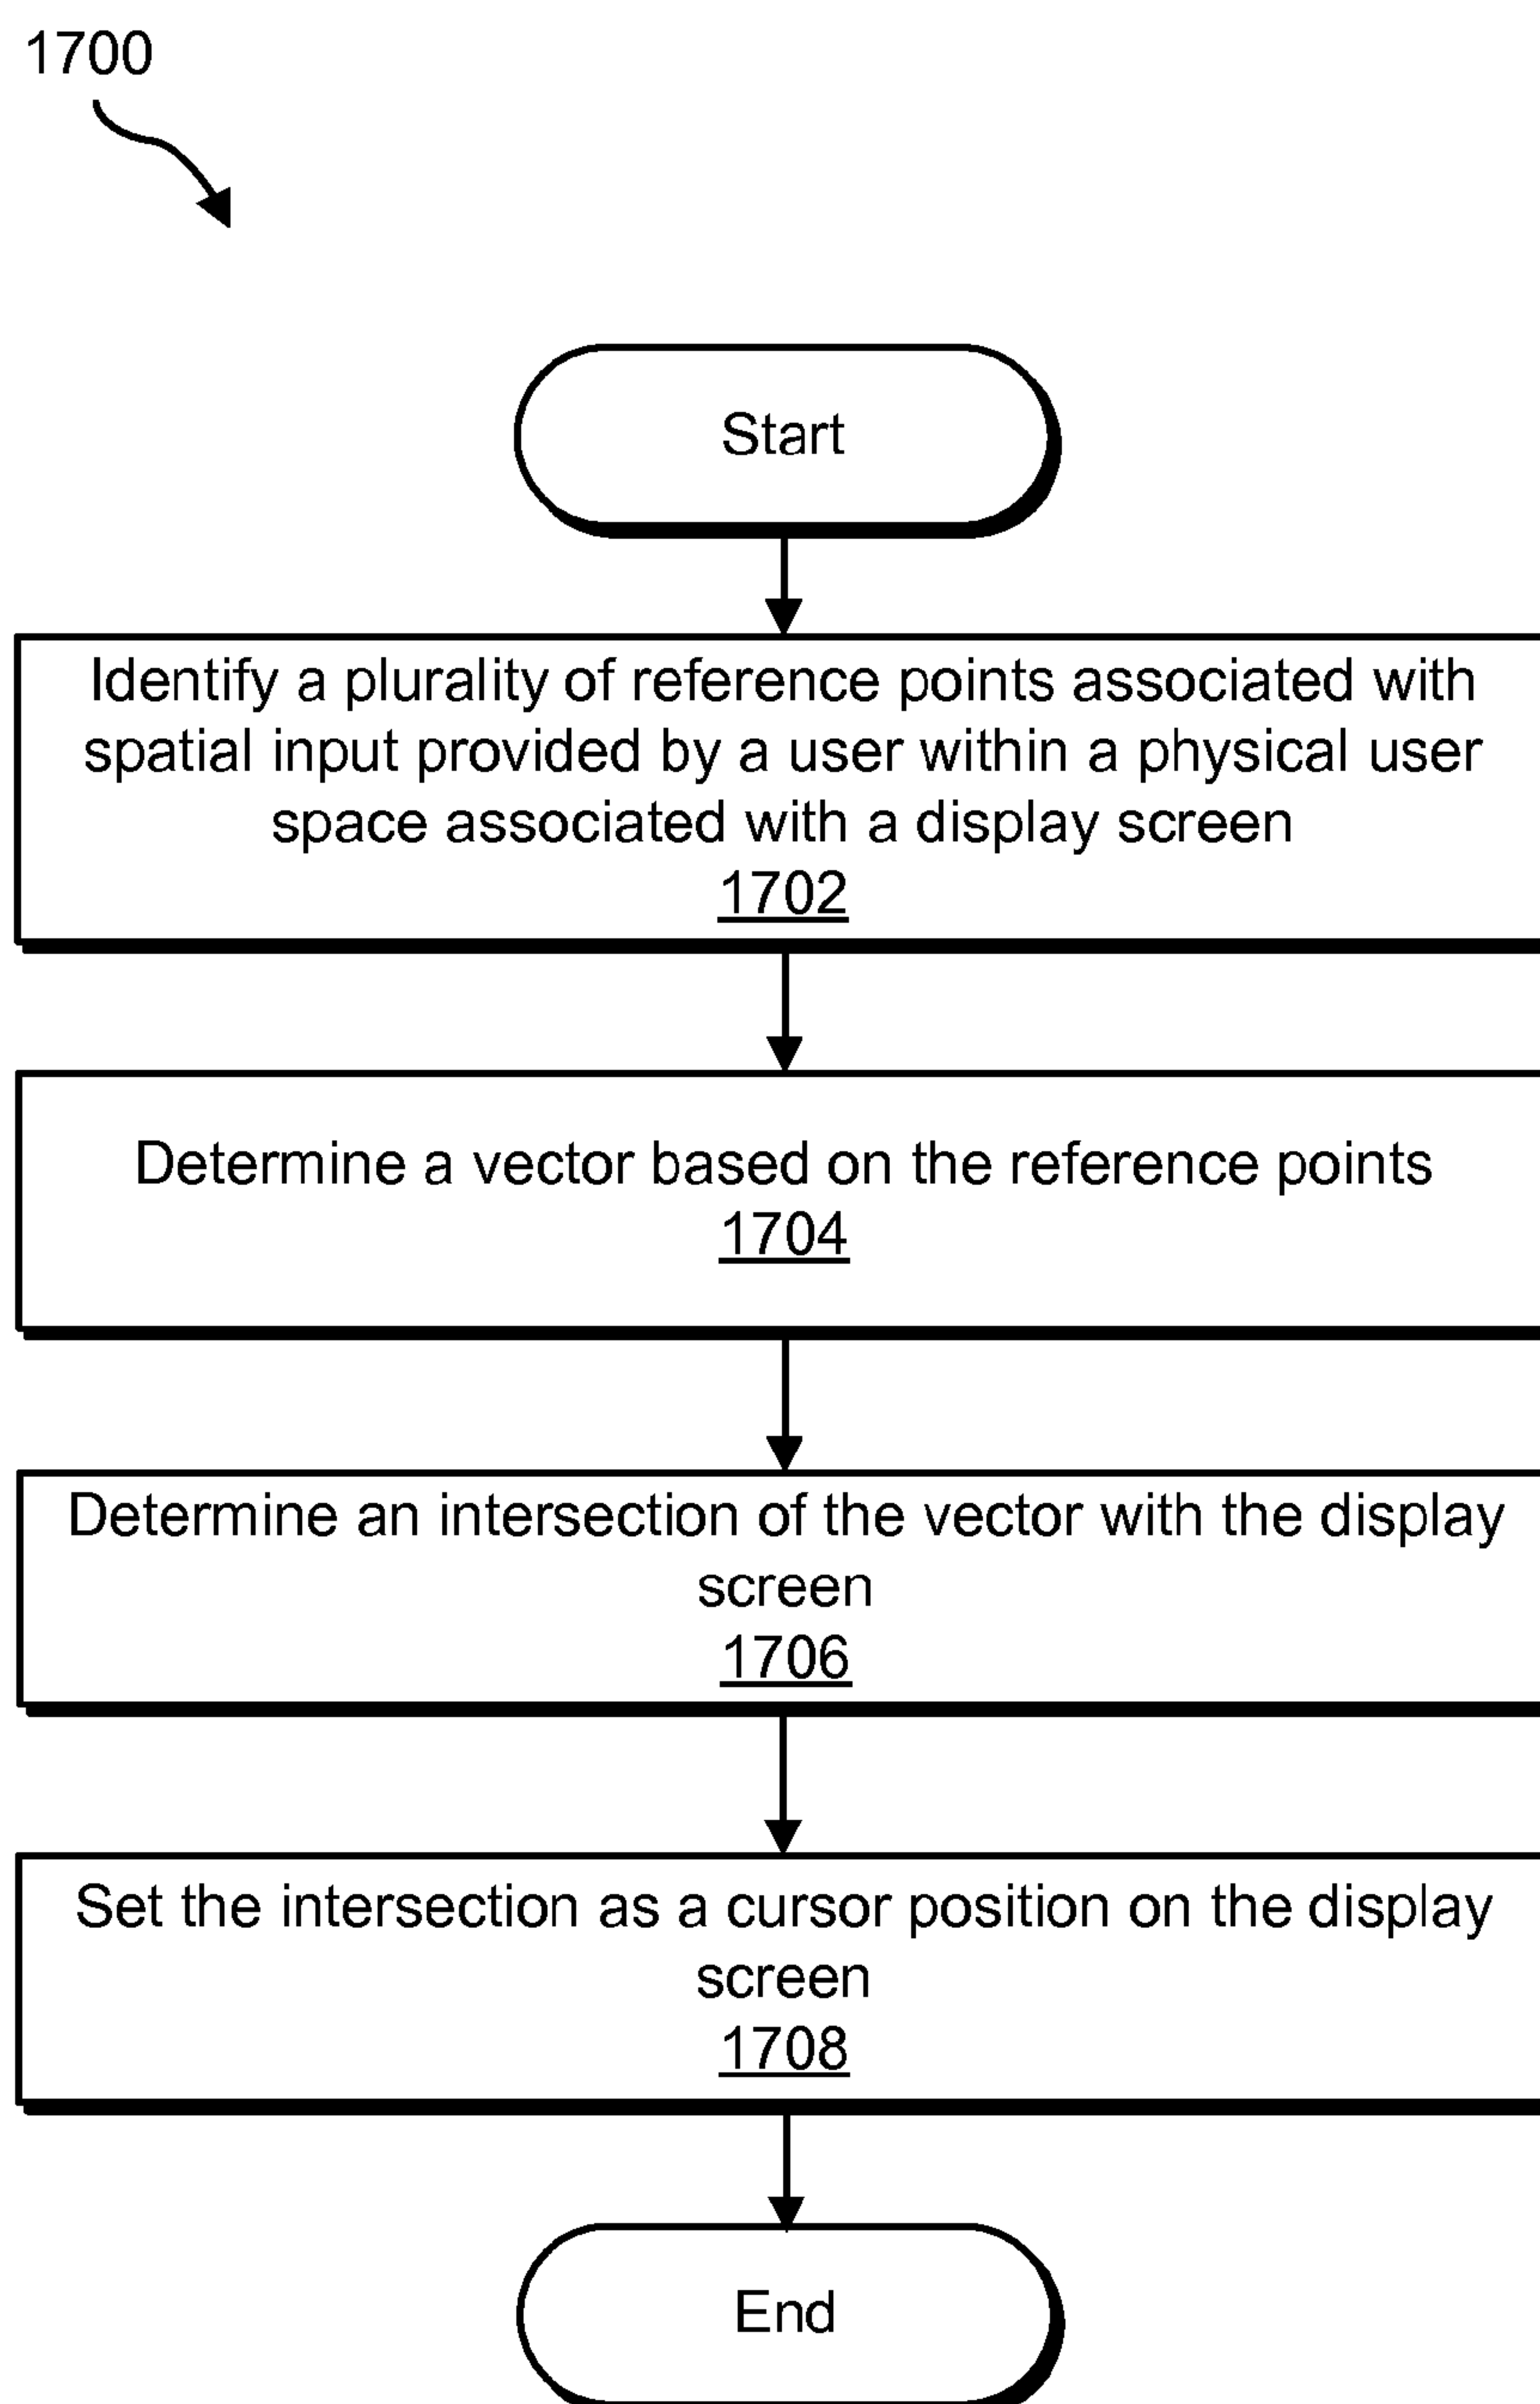 1700
Start
Identify a plurality of reference points associated with
spatial input provided by a user within a physical user
space associated with a display screen
1702
Determine a vector based on the reference points
1704
Determine an intersection of the vector with the display
screen
1706
Set the intersection as a cursor position on the display
screen
1708
End